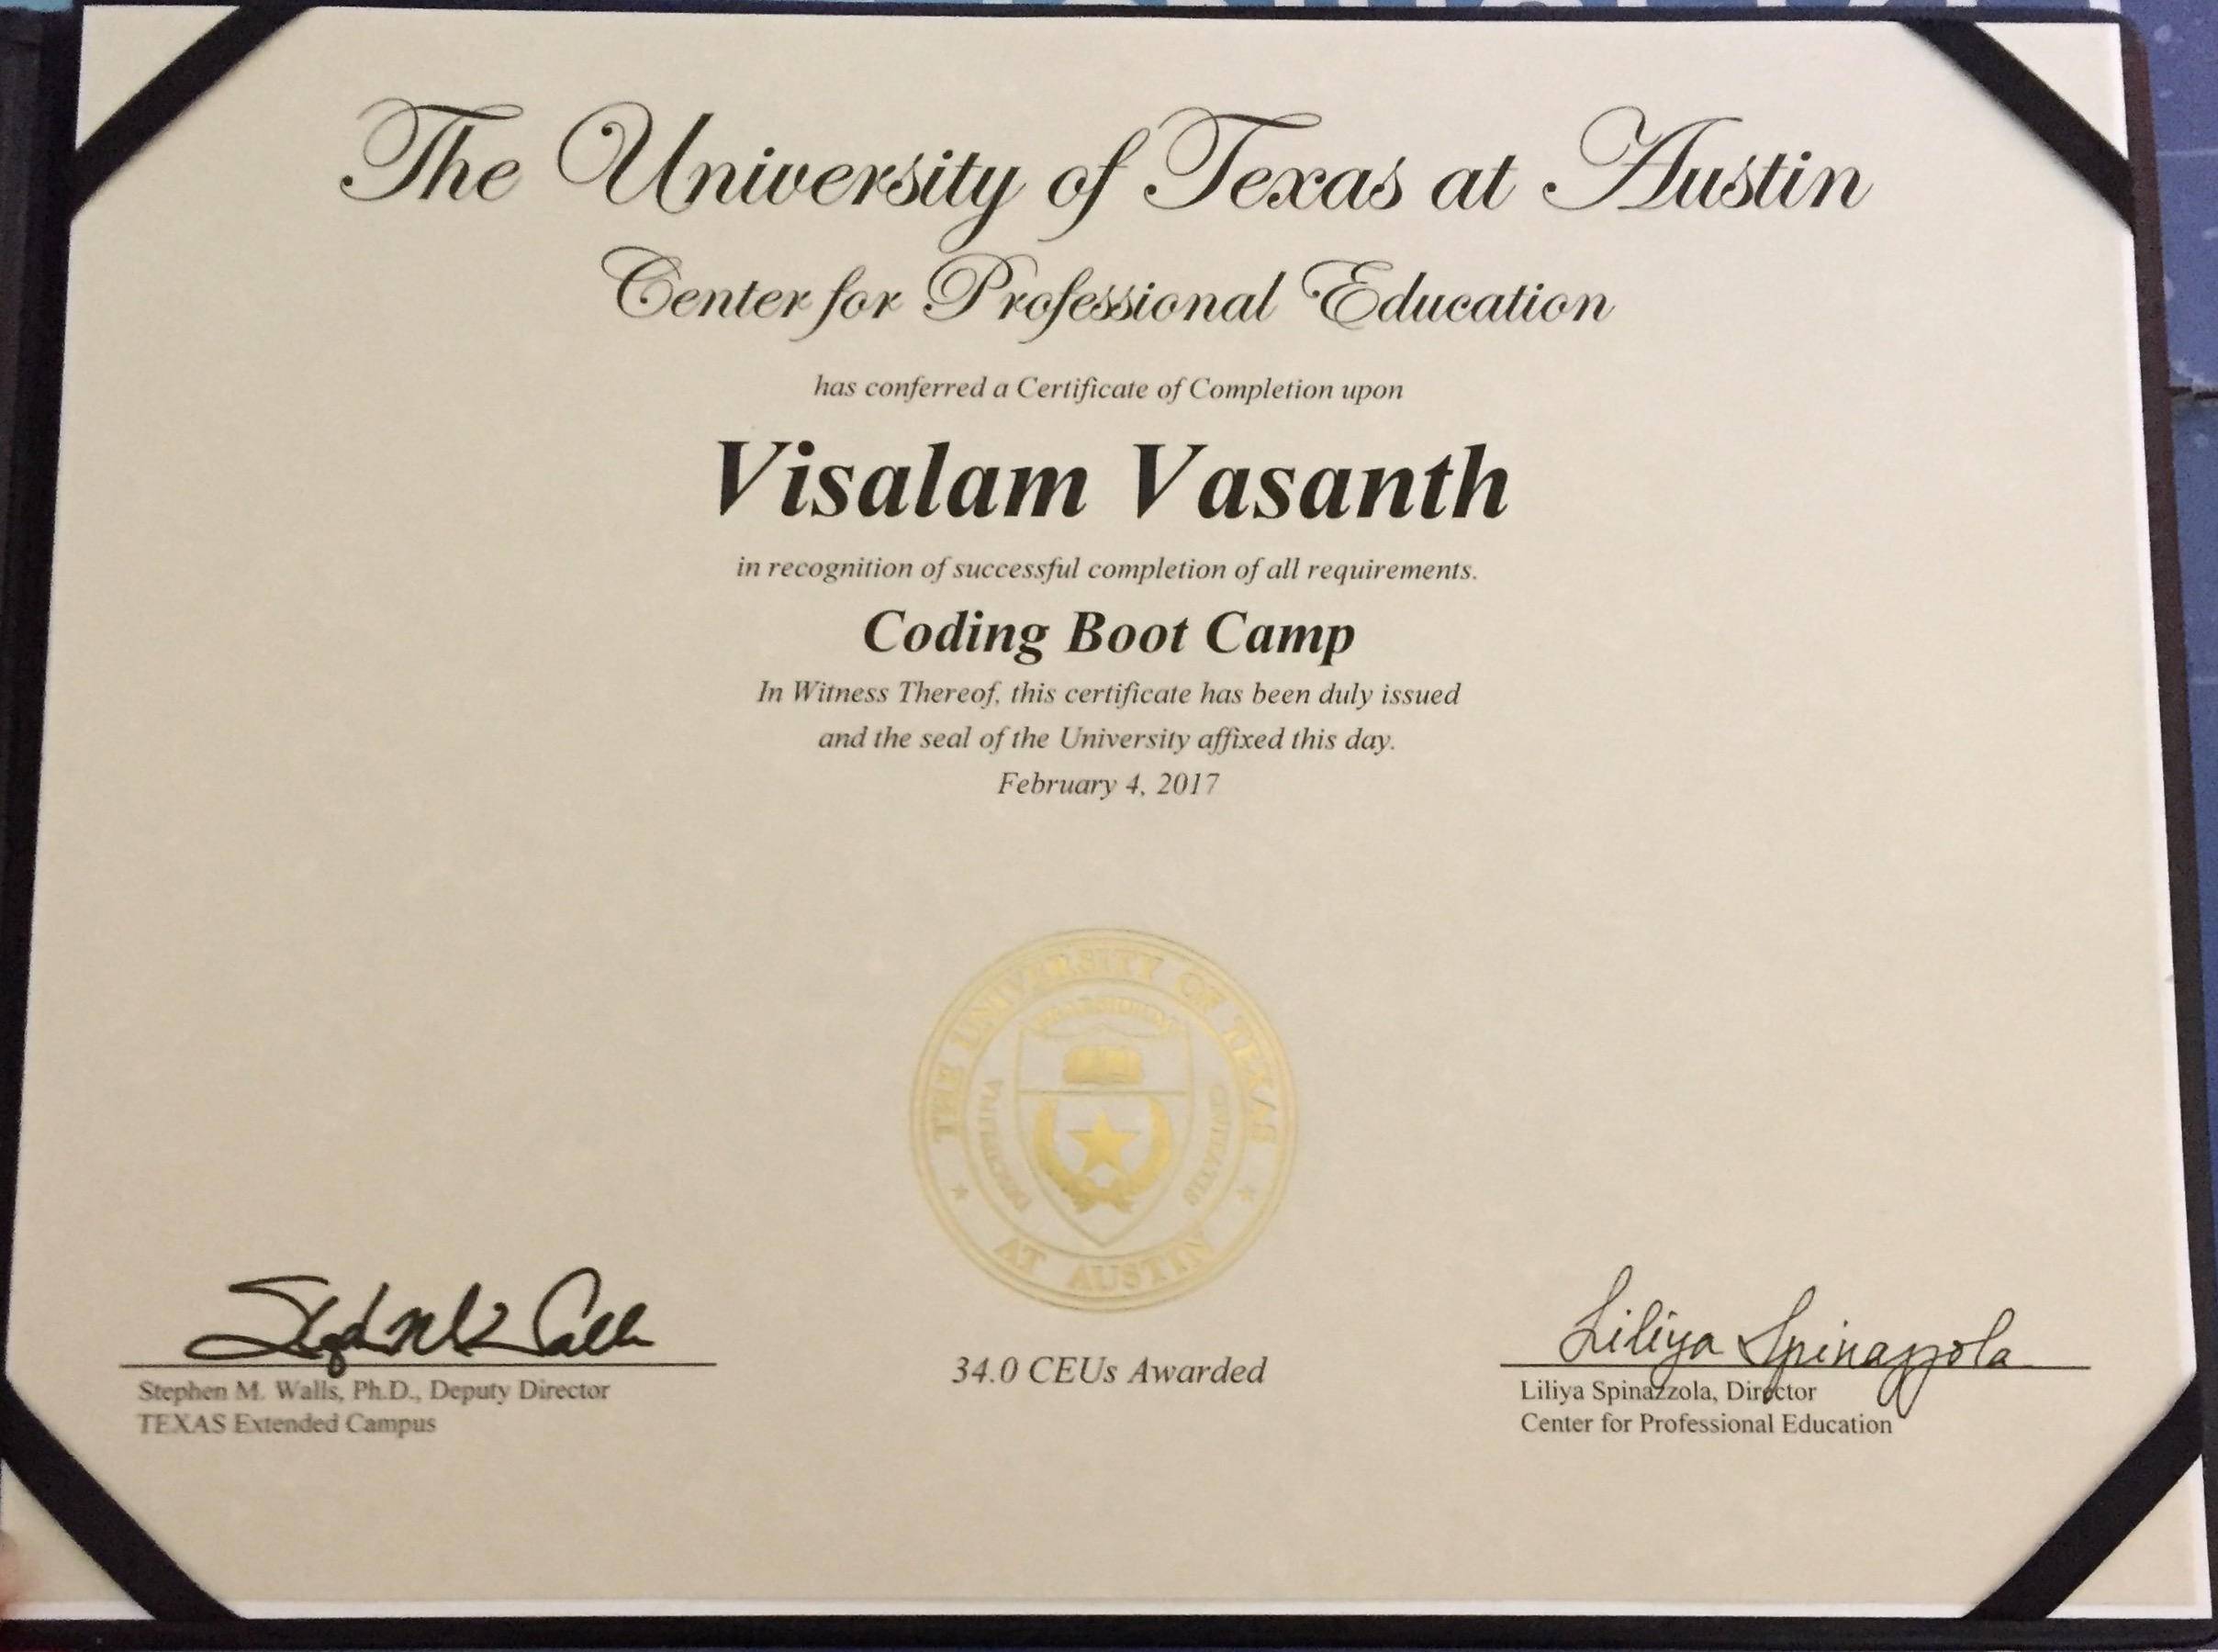 The University of Texas at Austin
Center for Professional Education
has conferred a Certificate of Completion upon
Visalam Vasanth
in recognition of successful completion of all requirements.
Coding Boot Camp
In Witness Thereof, this certificate has been duly issued
and the seal of the University affixed this day.
February 4, 2017
THE UNIVERSITY OF TEXAS
DISCIPLINA
CIVITATIS
AT AUSTIN
34.0 CEUs Awarded
Stephen M. Walls, Ph.D., Deputy Director
TEXAS Extended Campus
Liliya Spinazzola
Liliya Spinazzola, Director
Center for Professional Education